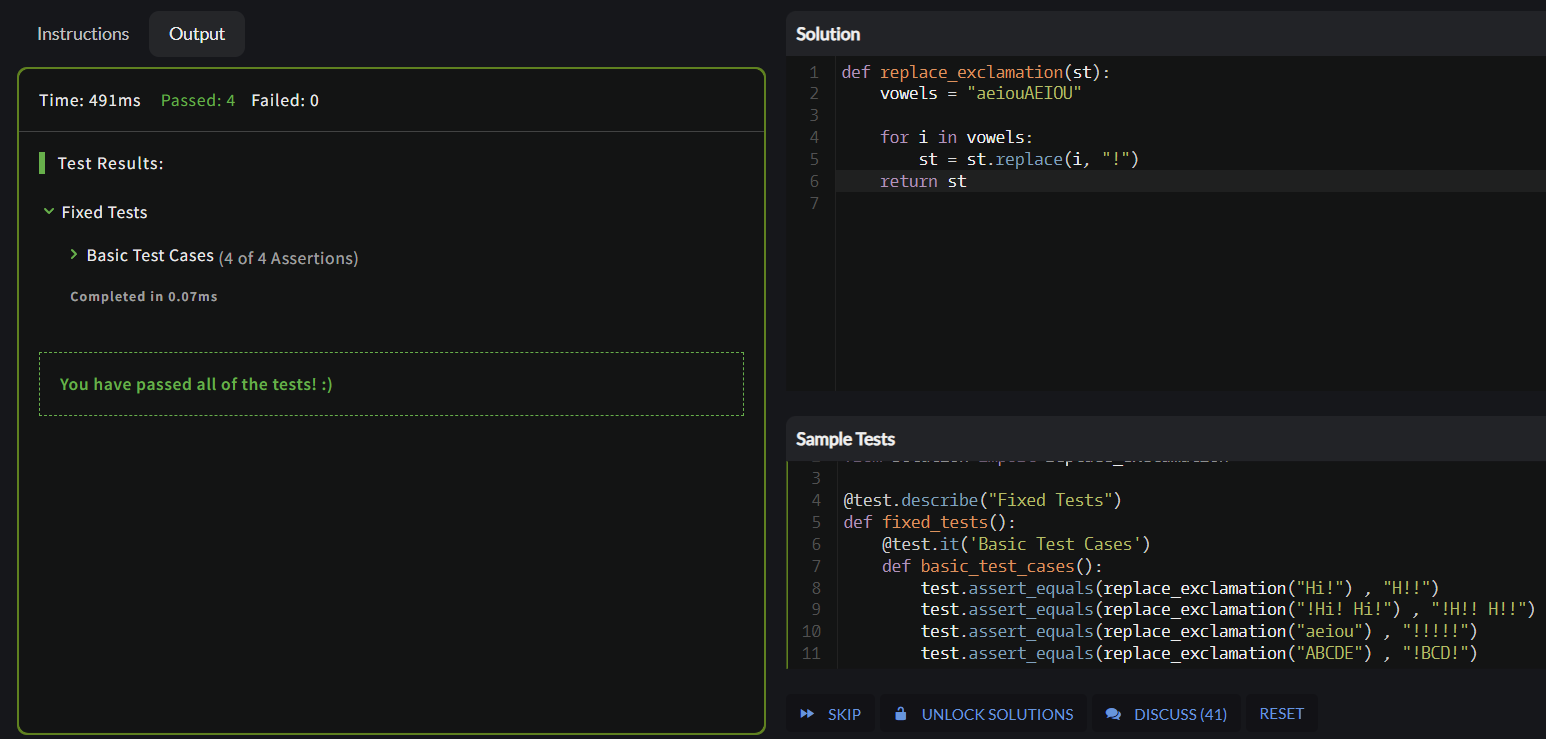 Instructions
Output
Time: 491ms Passed: 4 Failed: 0
Test Results:
Fixed Tests
Basic Test Cases (4 of 4 Assertions)
Completed in 0.07ms
You have passed all of the tests! :)
Solution
1 def replace_exclamation(st):
2     vowels = "aeiouAEIOU"
3
4     for i in vowels:
5         st = st.replace(i, "!")
6     return st
7
Sample Tests
3
4 @test.describe("Fixed Tests")
5 def fixed_tests():
6     @test.it('Basic Test Cases')
7     def basic_test_cases():
8         test.assert_equals(replace_exclamation("Hi!") , "H!!")
9         test.assert_equals(replace_exclamation("!Hi! Hi!") , "!H!! H!!")
10         test.assert_equals(replace_exclamation("aeiou") , "!!!!!")
11         test.assert_equals(replace_exclamation("ABCDE") , "!BCD!")
SKIP
UNLOCK SOLUTIONS
DISCUSS (41)
RESET